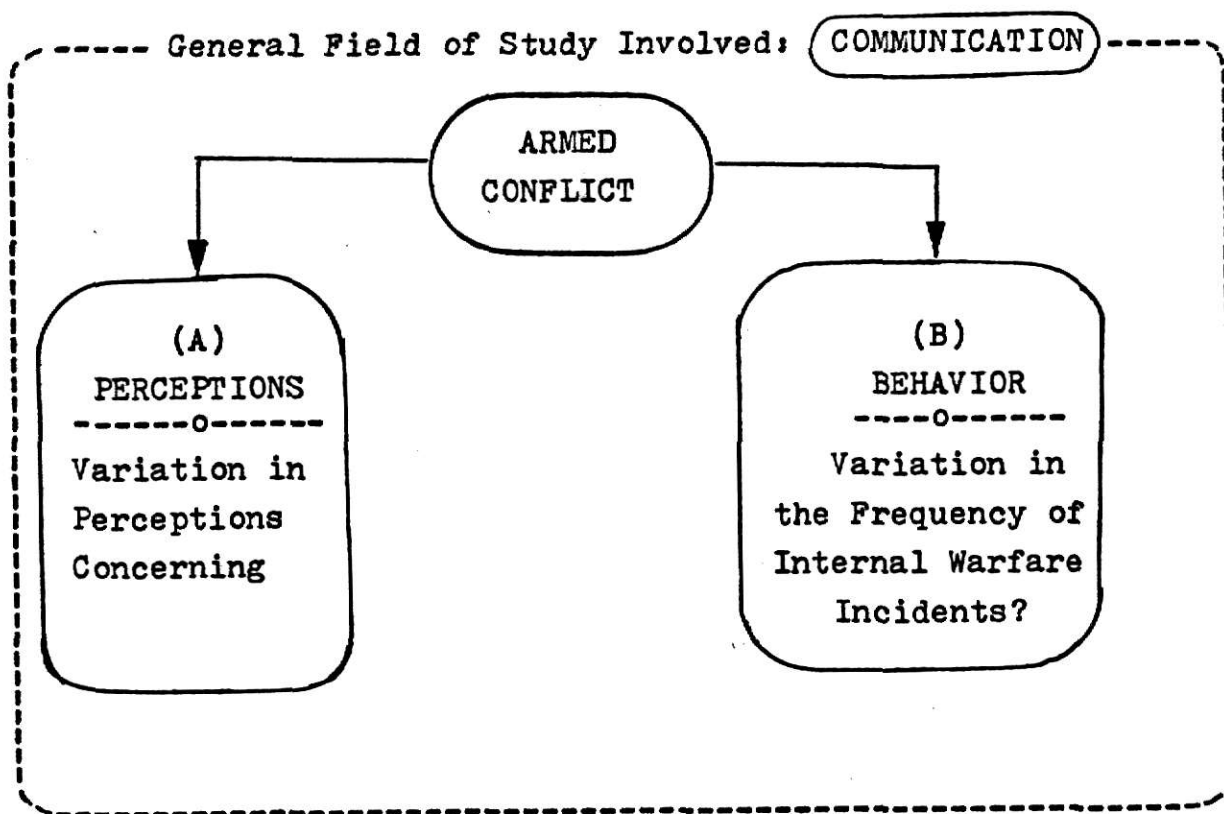 General Field of Study Involved: COMMUNICATION
ARMED
CONFLICT
(A)
PERCEPTIONS
-----o------
Variation in
Perceptions
Concerning
(B)
BEHAVIOR
----o------
Variation in
the Frequency of
Internal Warfare
Incidents?